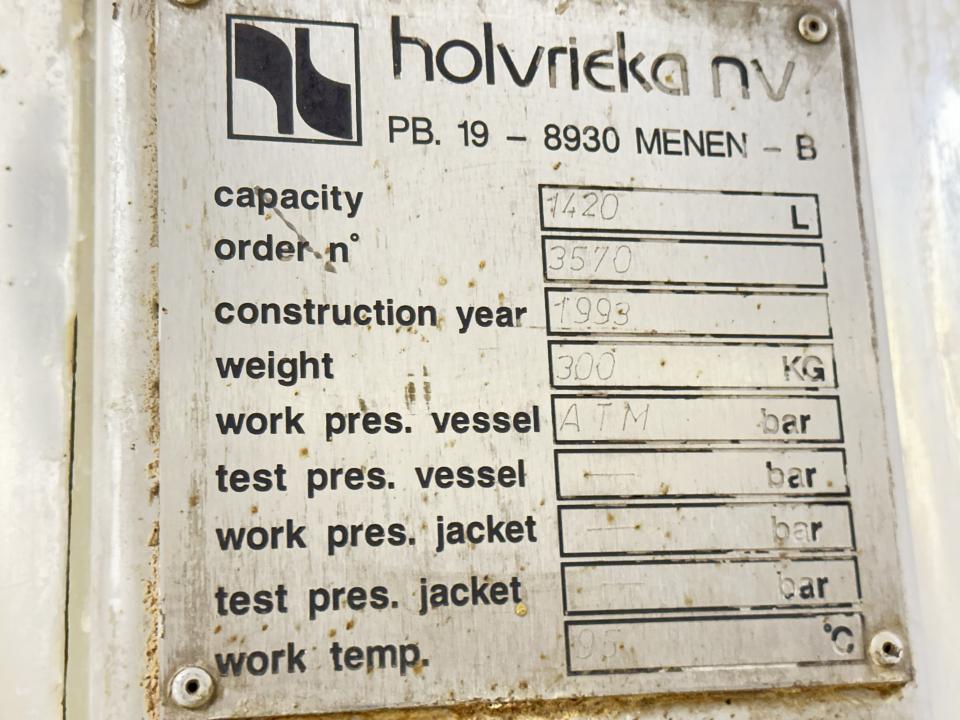 holvrieka nv
PB. 19 – 8930 MENEN – B
capacity 1420 L
order n° 3570
construction year 1993
weight 300 KG
work pres. vessel ATM bar
test pres. vessel — bar
work pres. jacket — bar
test pres. jacket — bar
work temp. 95 °C